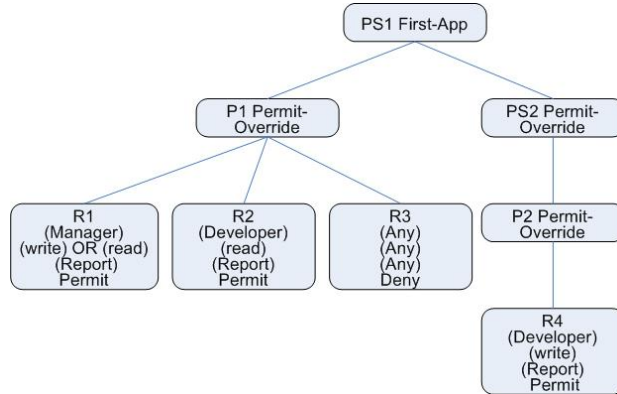 PS1 First-App
P1 Permit-
Override
PS2 Permit-
Override
R1
(Manager)
(write) OR (read)
(Report)
Permit
R2
(Developer)
(read)
(Report)
Permit
R3
(Any)
(Any)
(Any)
Deny
P2 Permit-
Override
R4
(Developer)
(write)
(Report)
Permit